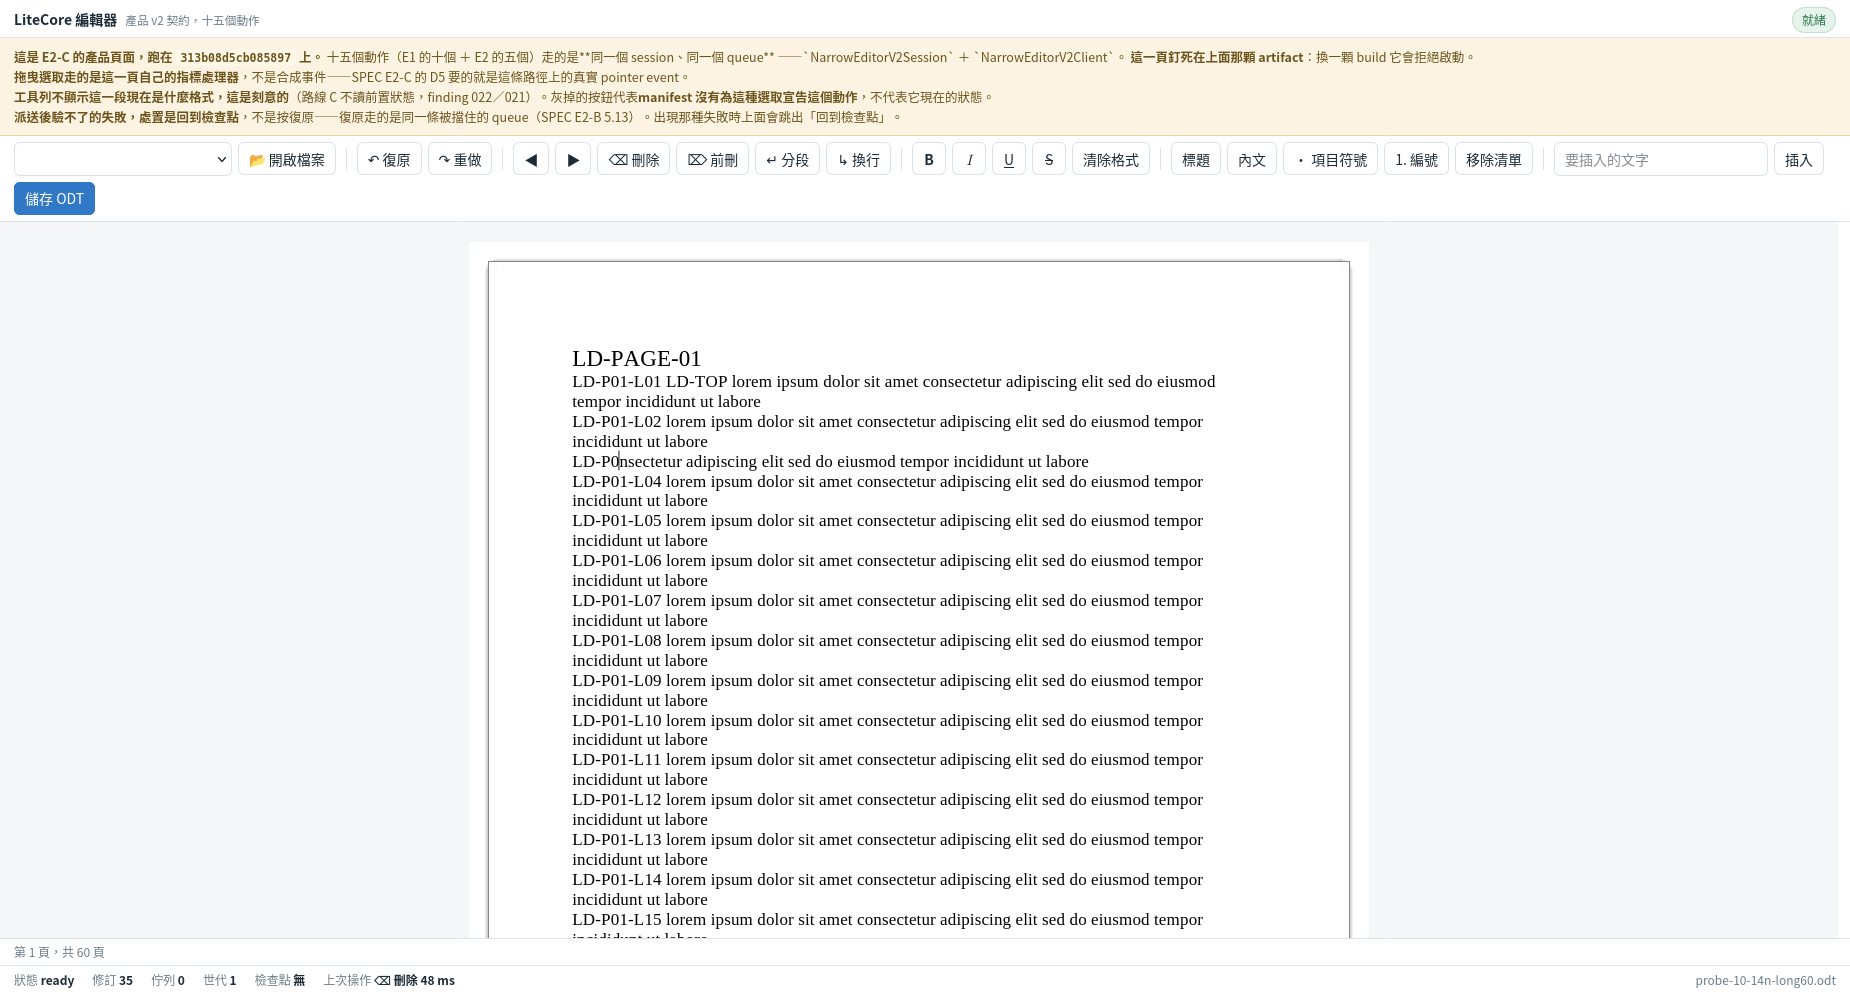 LiteCore 編輯器 產品 v2 契約，十五個動作
就緒
這是 E2-C 的產品頁面，跑在 313b08d5cb085897 上。 十五個動作（E1 的十個 ＋ E2 的五個）走的是**同一個 session、同一個 queue** ——`NarrowEditorV2Session` ＋ `NarrowEditorV2Client`。 這一頁釘死在上面那顆 artifact：換一顆 build 它會拒絕啟動。
拖曳選取走的是這一頁自己的指標處理器，不是合成事件——SPEC E2-C 的 D5 要的就是這條路徑上的真實 pointer event。
工具列不顯示這一段現在是什麼格式，這是刻意的（路線 C 不讀前置狀態，finding 022／021）。灰掉的按鈕代表manifest 沒有為這種選取宣告這個動作，不代表它現在的狀態。
派送後驗不了的失敗，處置是回到檢查點，不是按復原——復原走的是同一條被擋住的 queue（SPEC E2-B 5.13）。出現那種失敗時上面會跳出「回到檢查點」。
📂 開啟檔案 ↶ 復原 ↷ 重做 ◀ ▶ ⌫ 刪除 ⌦ 前刪 ↵ 分段 ↳ 換行 B I U S 清除格式 標題 內文 • 項目符號 1. 編號 移除清單 要插入的文字 插入
儲存 ODT
LD-PAGE-01
LD-P01-L01 LD-TOP lorem ipsum dolor sit amet consectetur adipiscing elit sed do eiusmod
tempor incididunt ut labore
LD-P01-L02 lorem ipsum dolor sit amet consectetur adipiscing elit sed do eiusmod tempor
incididunt ut labore
LD-P0nsectetur adipiscing elit sed do eiusmod tempor incididunt ut labore
LD-P01-L04 lorem ipsum dolor sit amet consectetur adipiscing elit sed do eiusmod tempor
incididunt ut labore
LD-P01-L05 lorem ipsum dolor sit amet consectetur adipiscing elit sed do eiusmod tempor
incididunt ut labore
LD-P01-L06 lorem ipsum dolor sit amet consectetur adipiscing elit sed do eiusmod tempor
incididunt ut labore
LD-P01-L07 lorem ipsum dolor sit amet consectetur adipiscing elit sed do eiusmod tempor
incididunt ut labore
LD-P01-L08 lorem ipsum dolor sit amet consectetur adipiscing elit sed do eiusmod tempor
incididunt ut labore
LD-P01-L09 lorem ipsum dolor sit amet consectetur adipiscing elit sed do eiusmod tempor
incididunt ut labore
LD-P01-L10 lorem ipsum dolor sit amet consectetur adipiscing elit sed do eiusmod tempor
incididunt ut labore
LD-P01-L11 lorem ipsum dolor sit amet consectetur adipiscing elit sed do eiusmod tempor
incididunt ut labore
LD-P01-L12 lorem ipsum dolor sit amet consectetur adipiscing elit sed do eiusmod tempor
incididunt ut labore
LD-P01-L13 lorem ipsum dolor sit amet consectetur adipiscing elit sed do eiusmod tempor
incididunt ut labore
LD-P01-L14 lorem ipsum dolor sit amet consectetur adipiscing elit sed do eiusmod tempor
incididunt ut labore
LD-P01-L15 lorem ipsum dolor sit amet consectetur adipiscing elit sed do eiusmod tempor
第 1 頁，共 60 頁
狀態 ready 修訂 35 佇列 0 世代 1 檢查點 無 上次操作 ⌫ 刪除 48 ms
probe-10-14n-long60.odt